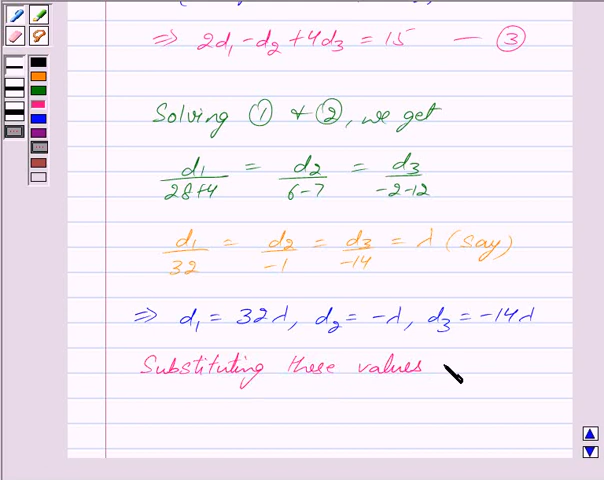 ⇒ 2d₁ - d₂ + 4d₃ = 15 — ③
Solving ① + ②, we get
d₁/28+4 = d₂/6-7 = d₃/-2-12
d₁/32 = d₂/-1 = d₃/-14 = λ (say)
⇒ d₁ = 32λ, d₂ = -λ, d₃ = -14λ
Substituting these values